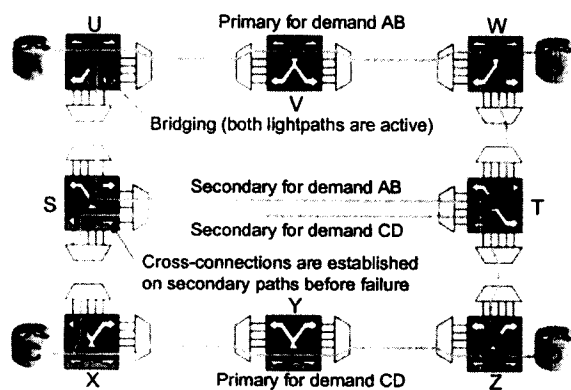 U
Primary for demand AB
W
V
Bridging (both lightpaths are active)
S
Secondary for demand AB
T
Secondary for demand CD
Cross-connections are established
on secondary paths before failure
Y
X
Primary for demand CD
Z